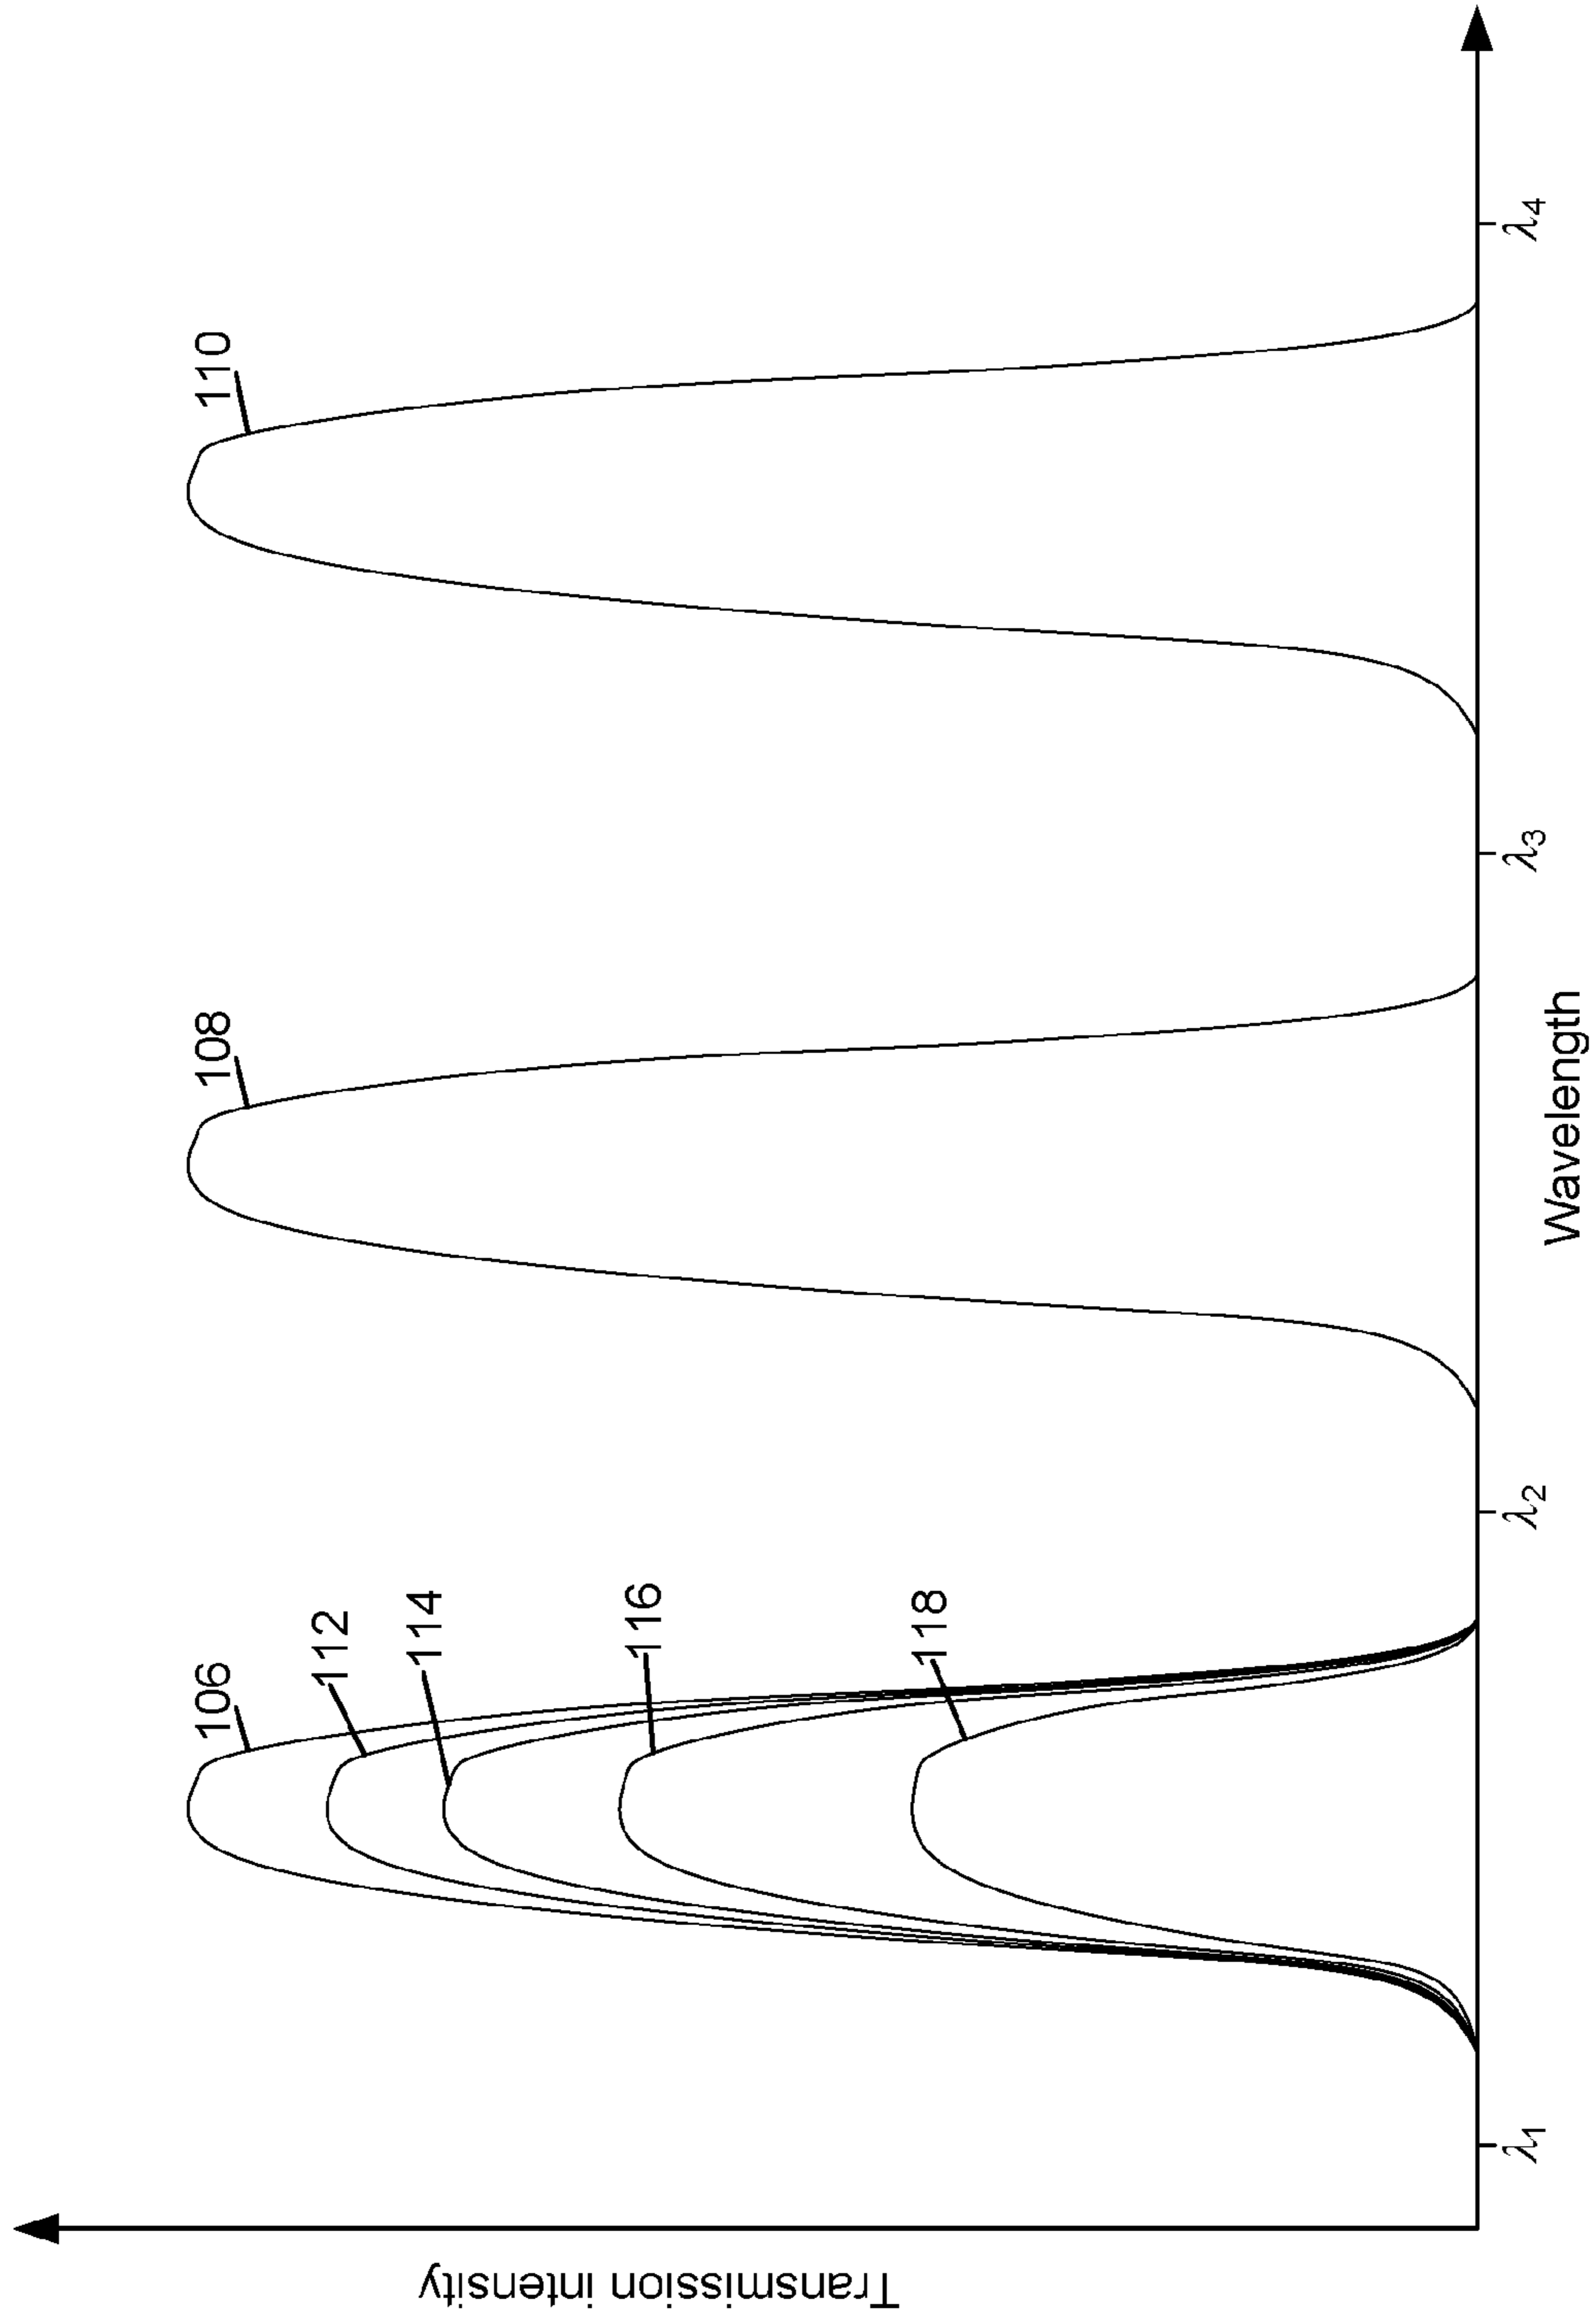 106
112
114
116
118
108
110
Transmission intensity
λ1
λ2
λ3
λ4
Wavelength